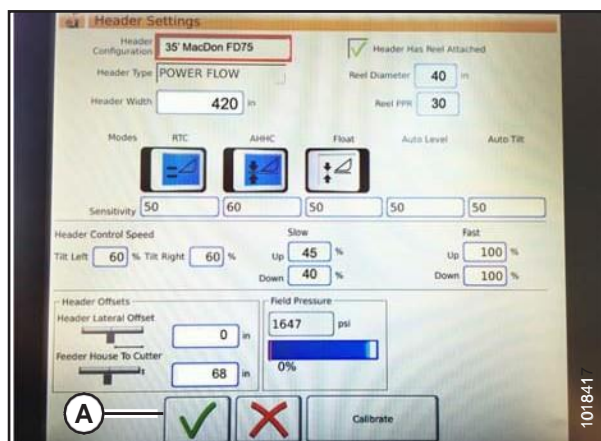 Header Settings
Header Configuration 35' MacDon FD75 Header Has Reel Attached
Header Type POWER FLOW Reel Diameter 40 in
Header Width 420 in Reel PPR 30
Modes RTC AHHC Float Auto Level Auto Tilt
Sensitivity 50 60 50 50 50
Header Control Speed Slow Fast
Tilt Left 60 % Tilt Right 60 % Up 45 % Up 100 %
Down 40 % Down 100 %
Header Offsets Field Pressure
Header Lateral Offset 0 in 1647 psi
Feeder House To Cutter 68 in 0%
A Calibrate
1018417